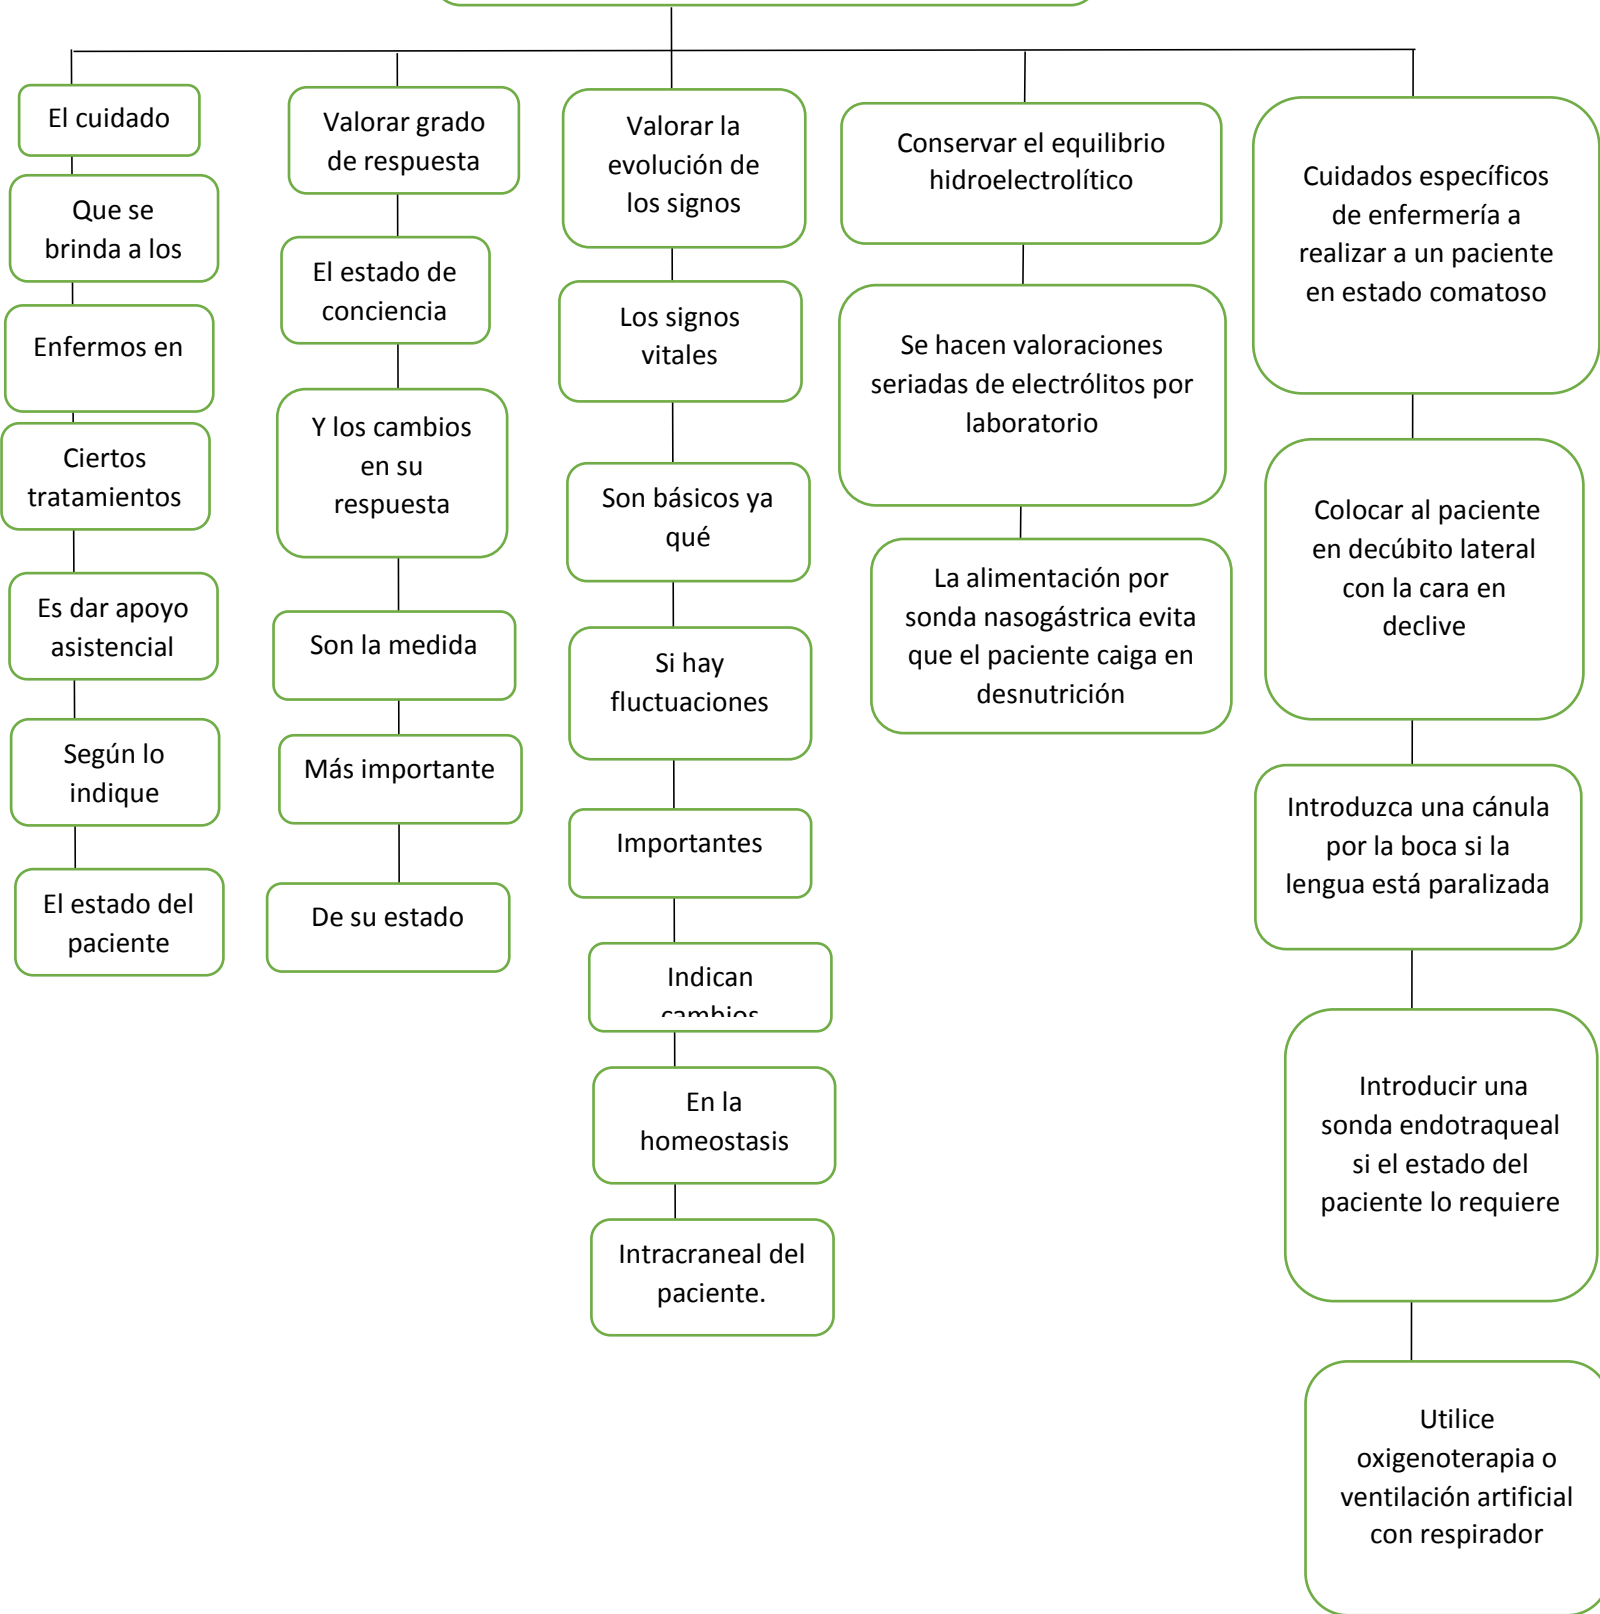 El cuidado
Que se
brinda a los
Enfermos en
Ciertos
tratamientos
Es dar apoyo
asistencial
Según lo
indique
El estado del
paciente
Valorar grado
de respuesta
El estado de
conciencia
Y los cambios
en su
respuesta
Son la medida
Más importante
De su estado
Valorar la
evolución de
los signos
Los signos
vitales
Son básicos ya
qué
Si hay
fluctuaciones
Importantes
Indican
cambios
En la
homeostasis
Intracraneal del
paciente.
Conservar el equilibrio
hidroelectrolítico
Se hacen valoraciones
seriadas de electrólitos por
laboratorio
La alimentación por
sonda nasogástrica evita
que el paciente caiga en
desnutrición
Cuidados específicos
de enfermería a
realizar a un paciente
en estado comatoso
Colocar al paciente
en decúbito lateral
con la cara en
declive
Introduzca una cánula
por la boca si la
lengua está paralizada
Introducir una
sonda endotraqueal
si el estado del
paciente lo requiere
Utilice
oxigenoterapia o
ventilación artificial
con respirador